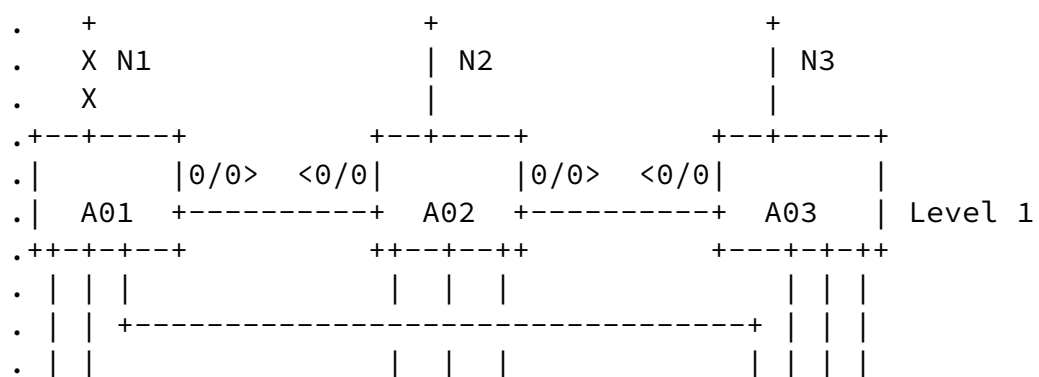 .    +                  +                  +
.    X N1               | N2               | N3
.    X                  |                  |
.+--+----+          +--+----+          +--+-----+
.|       |0/0>  <0/0|       |0/0>  <0/0|        |
.|  A01  +----------+  A02  +----------+  A03   | Level 1
.++-+-+--+          ++--+--++          +---+-+-++
. | | |              |  |  |               | | |
. | | +----------------------------------+ | | |
. | |                |  |  |             | | | |